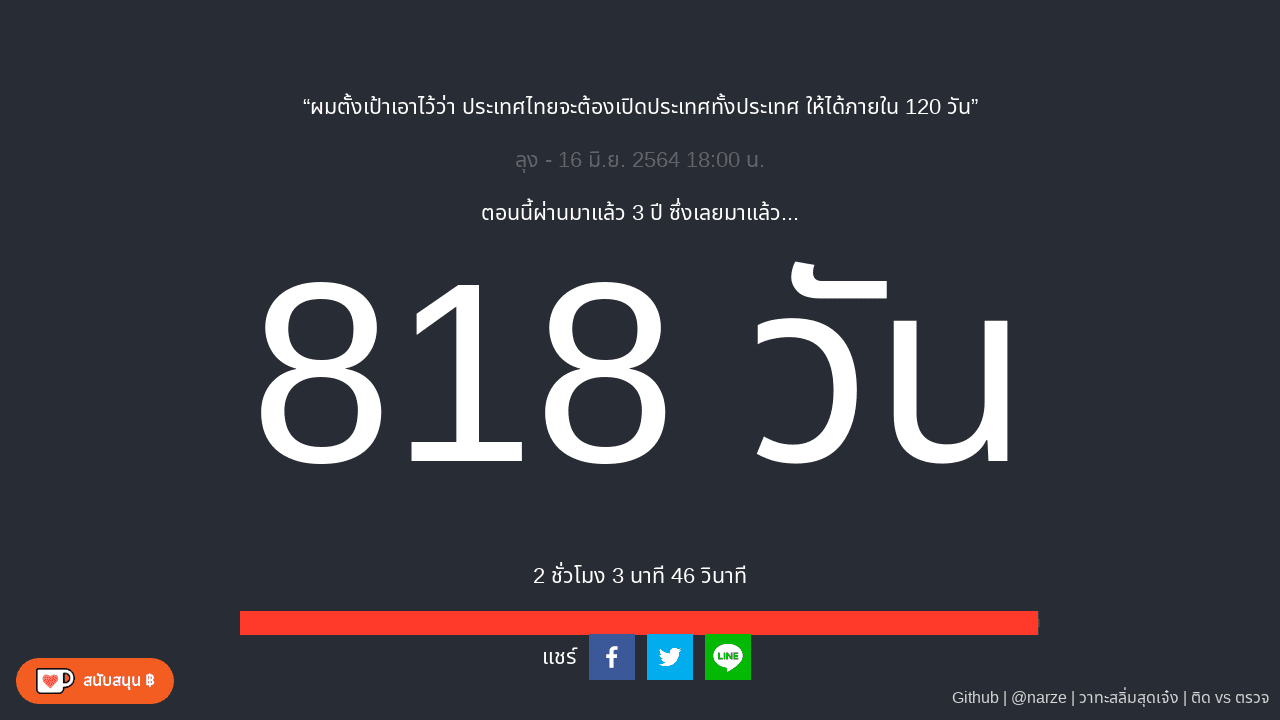 “ผมตั้งเป้าเอาไว้ว่า ประเทศไทยจะต้องเปิดประเทศทั้งประเทศ ให้ได้ภายใน 120 วัน”
ลุง - 16 มิ.ย. 2564 18:00 น.
ตอนนี้ผ่านมาแล้ว 3 ปี ซึ่งเลยมาแล้ว...
818 วัน
2 ชั่วโมง 3 นาที 46 วินาที
แชร์
LINE
สนับสนุน ฿
Github | @narze | วาทะสลิ่มสุดเจ๋ง | ติด vs ตรวจ